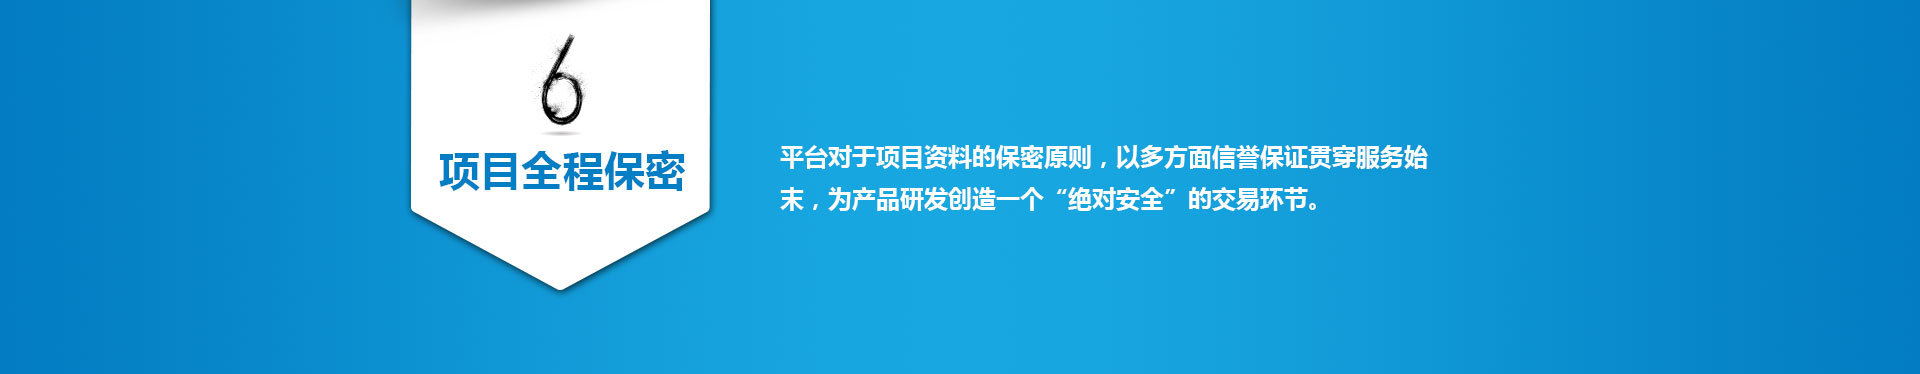 6
项目全程保密
平台对于项目资料的保密原则，以多方面信誉保证贯穿服务始
末，为产品研发创造一个“绝对安全”的交易环节。